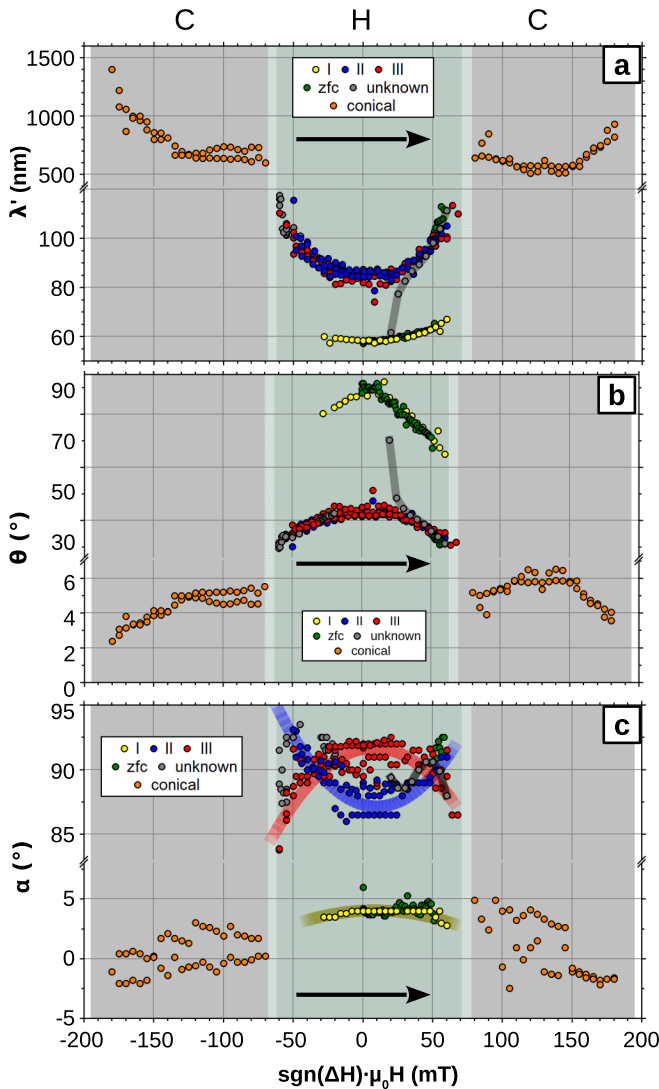 C H C
a
I II III
zfc unknown
conical
1500
1000
500
100
80
60
λ' (nm)
b
90
70
50
30
6
4
2
0
θ (°)
I II III
zfc unknown
conical
c
95
90
85
5
0
-5
α (°)
I II III
zfc unknown
conical
-200 -150 -100 -50 0 50 100 150 200
sgn(ΔH)·μ₀H (mT)